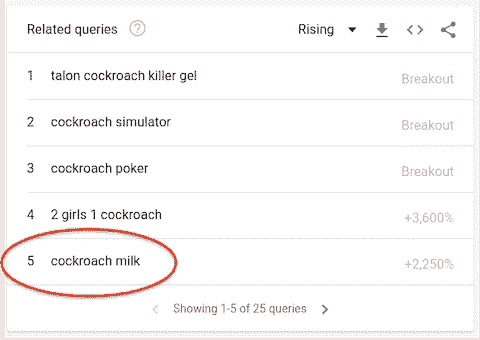 Related queries ? Rising
1 talon cockroach killer gel Breakout
2 cockroach simulator Breakout
3 cockroach poker Breakout
4 2 girls 1 cockroach +3,600%
5 cockroach milk +2,250%
Showing 1-5 of 25 queries